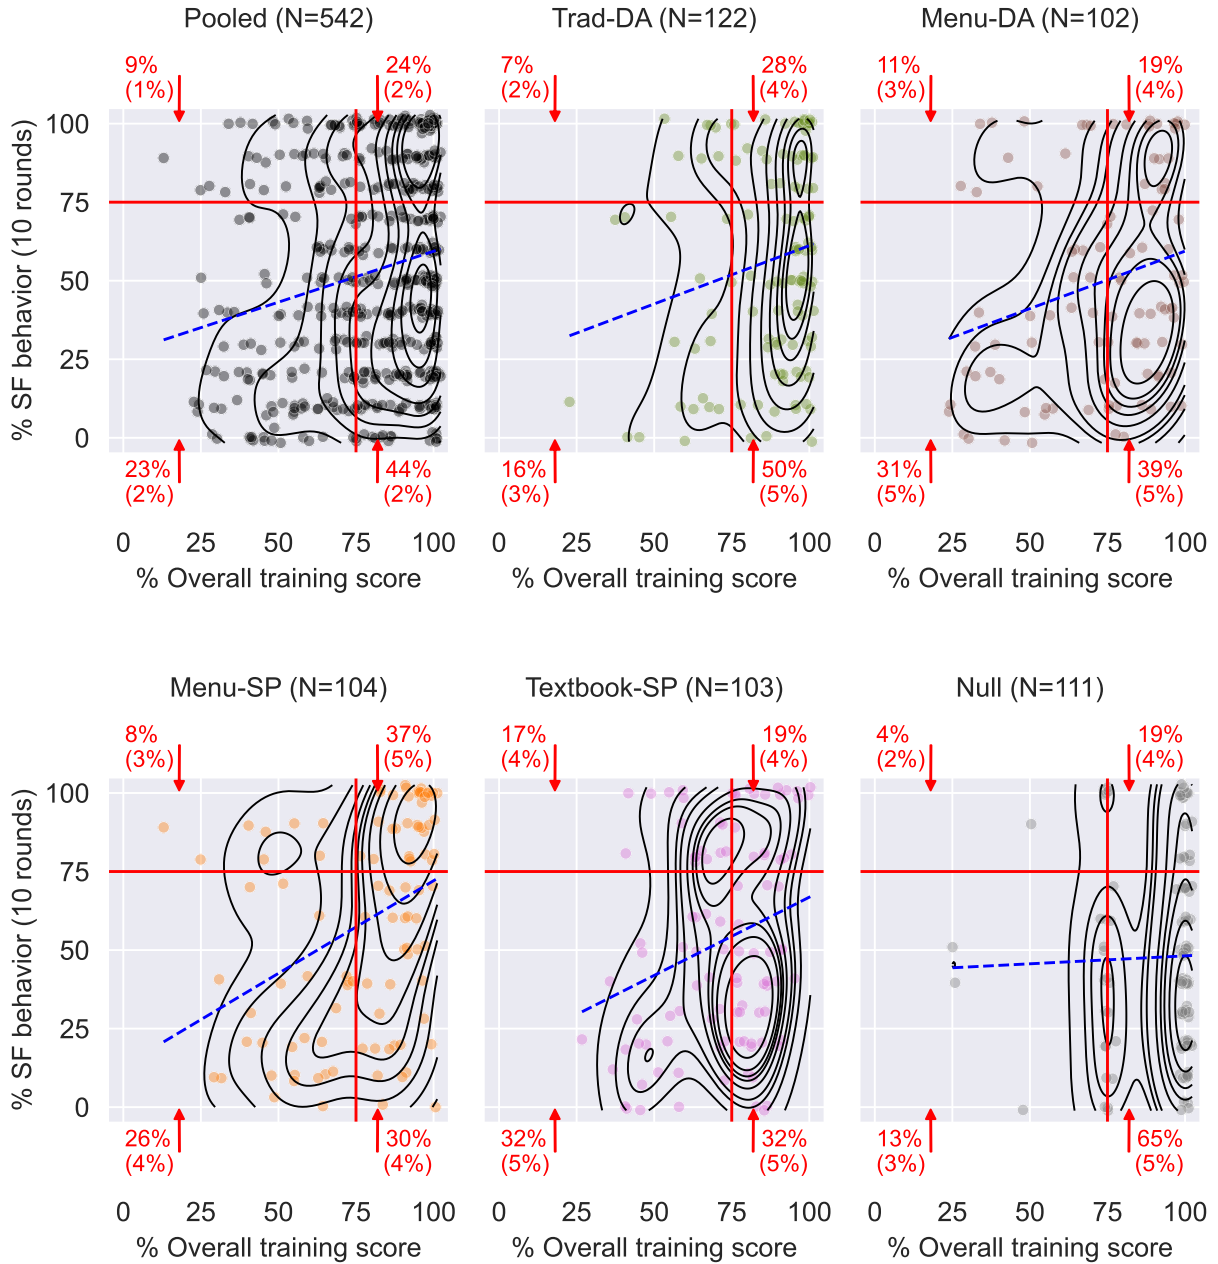 Pooled (N=542)
Trad-DA (N=122)
Menu-DA (N=102)
9%
(1%)
24%
(2%)
7%
(2%)
28%
(4%)
11%
(3%)
19%
(4%)
% SF behavior (10 rounds)
100
75
50
25
0
23%
(2%)
44%
(2%)
16%
(3%)
50%
(5%)
31%
(5%)
39%
(5%)
0 25 50 75 100
0 25 50 75 100
0 25 50 75 100
% Overall training score
% Overall training score
% Overall training score
Menu-SP (N=104)
Textbook-SP (N=103)
Null (N=111)
8%
(3%)
37%
(5%)
17%
(4%)
19%
(4%)
4%
(2%)
19%
(4%)
% SF behavior (10 rounds)
100
75
50
25
0
26%
(4%)
30%
(4%)
32%
(5%)
32%
(5%)
13%
(3%)
65%
(5%)
0 25 50 75 100
0 25 50 75 100
0 25 50 75 100
% Overall training score
% Overall training score
% Overall training score